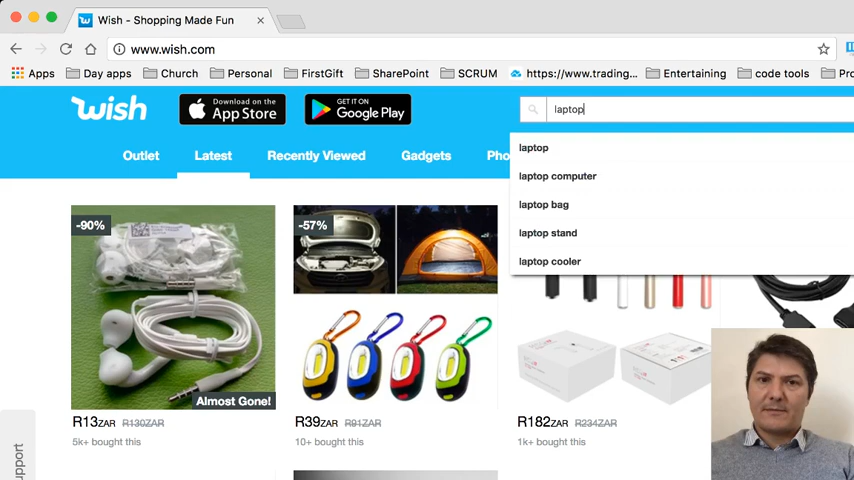 Wish - Shopping Made Fun
www.wish.com
Apps Day apps Church Personal FirstGift SharePoint SCRUM https://www.trading... Entertaining code tools Pro
wish Download on the App Store GET IT ON Google Play laptop
Outlet Latest Recently Viewed Gadgets Pho
laptop
laptop computer
laptop bag
laptop stand
laptop cooler
-90% -57%
Almost Gone!
R13ZAR R130ZAR R39ZAR R91ZAR R182ZAR R234ZAR
5k+ bought this 10+ bought this 1k+ bought this
upport